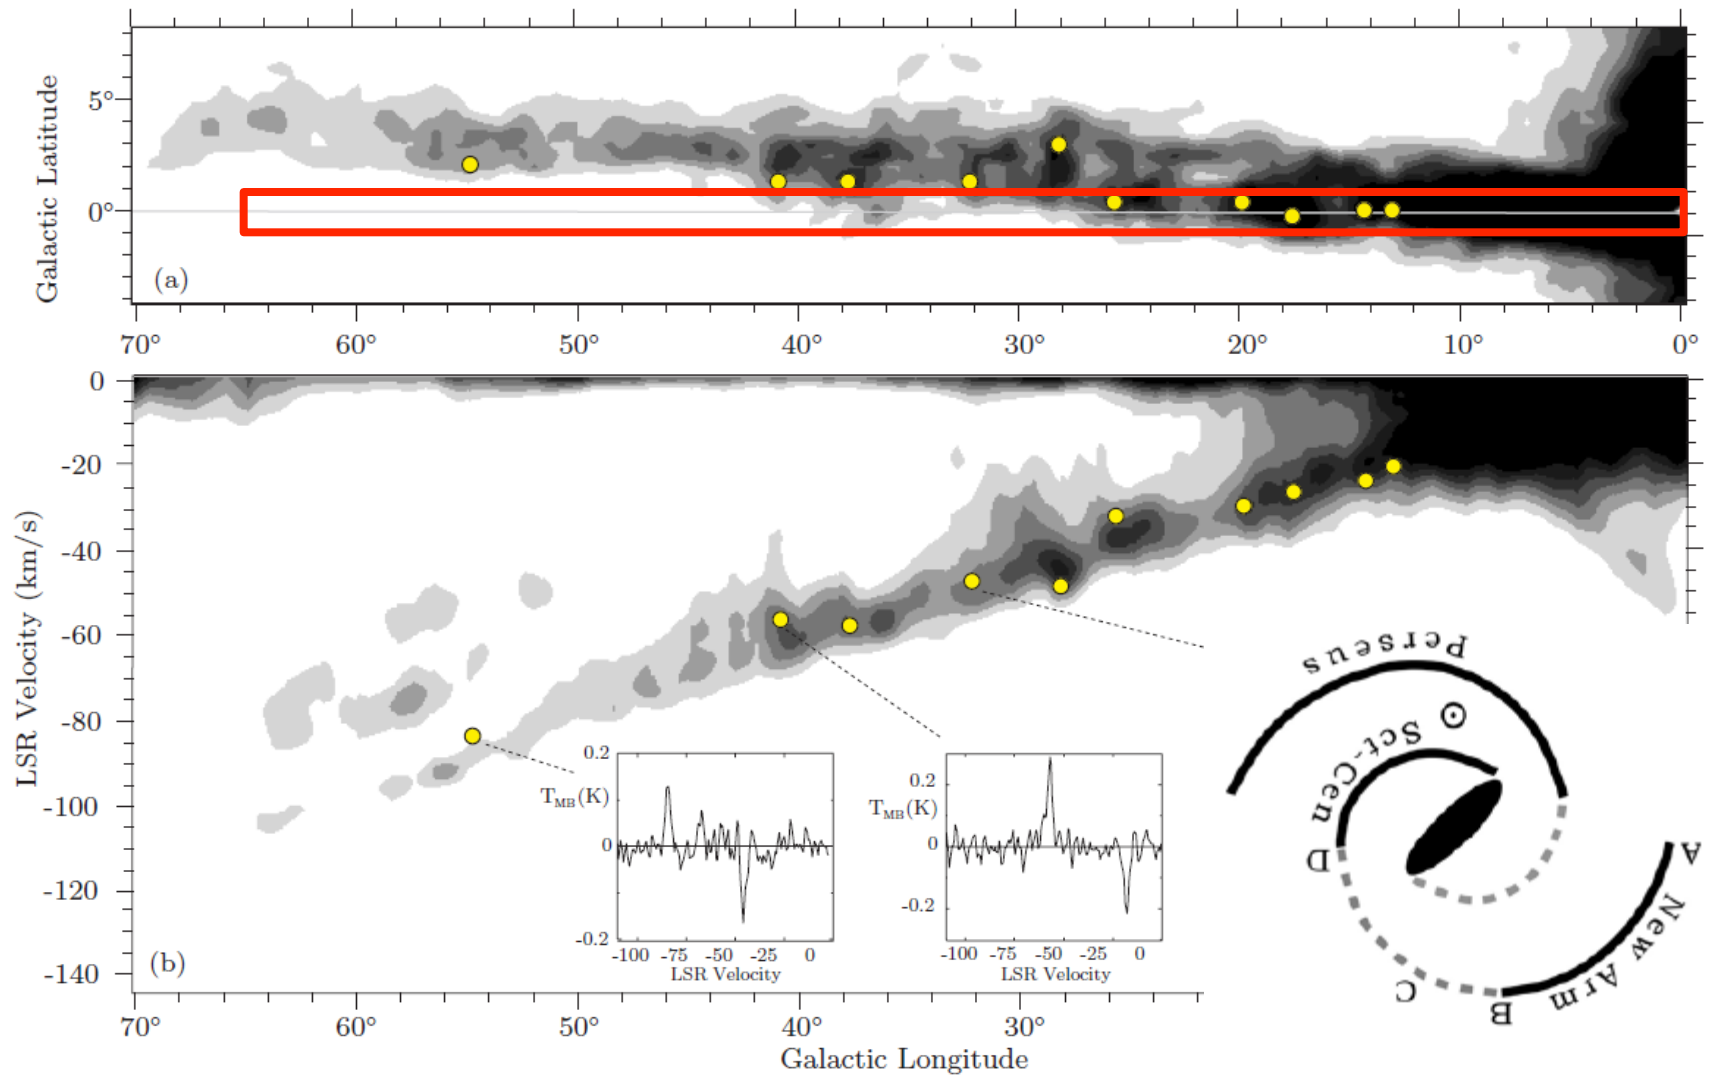 Galactic Latitude
5°
0°
(a)
70° 60° 50° 40° 30° 20° 10° 0°
LSR Velocity (km/s)
0
-20
-40
-60
-80
-100
-120
-140
(b)
0.2
T_MB(K)
0
-0.2
-100 -75 -50 -25 0
LSR Velocity
0.2
T_MB(K)
0
-0.2
-100 -75 -50 -25 0
LSR Velocity
Perseus
Sct-Cen
D
C
B
New Arm
A
70° 60° 50° 40° 30°
Galactic Longitude